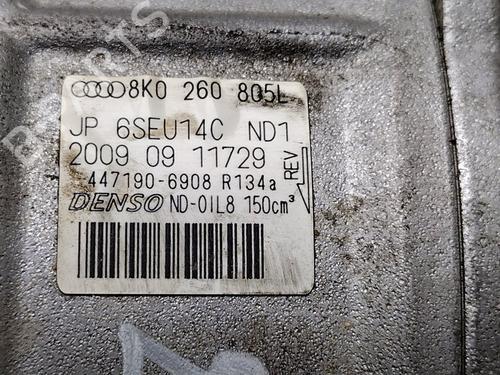 8K0 260 805L
JP 6SEU14C ND1
2009 09 11729
REV
447190-6908 R134a
DENSO ND-OIL8 150cm³